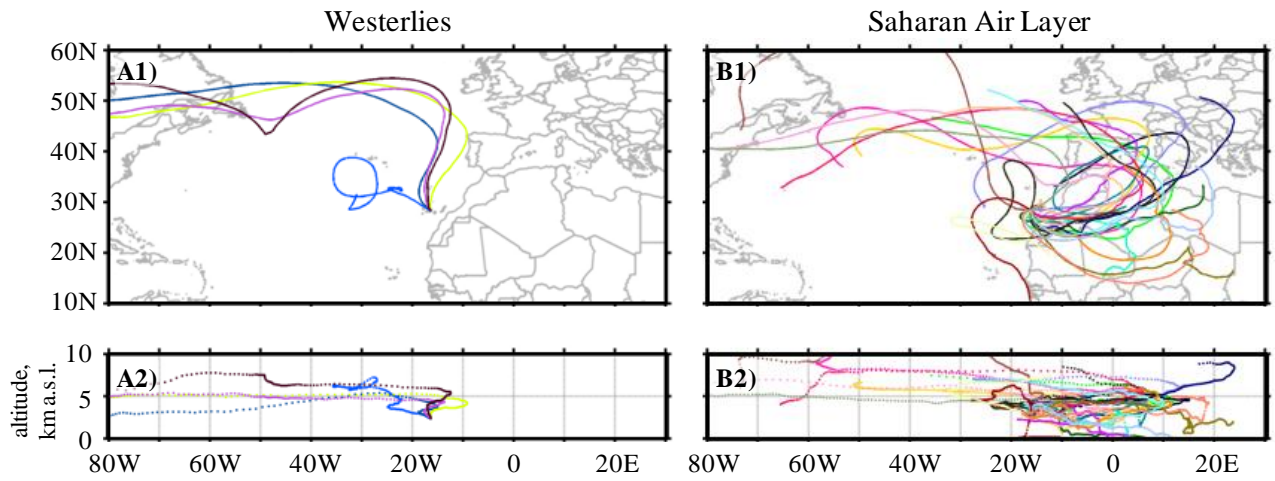 Westerlies
Saharan Air Layer
60N
50N
40N
30N
20N
10N
A1)
B1)
altitude,
km a.s.l.
10
5
0
A2)
B2)
80W 60W 40W 20W 0 20E
80W 60W 40W 20W 0 20E